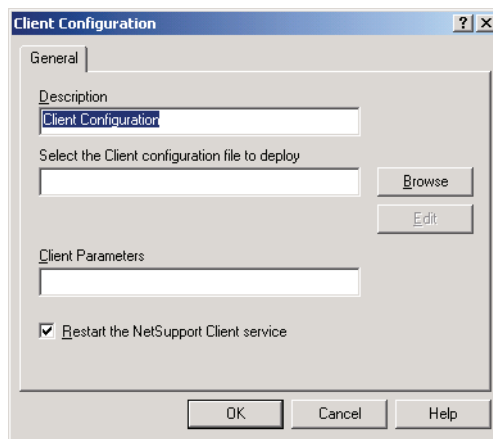 Client Configuration
General
Description
Client Configuration
Select the Client configuration file to deploy
Browse
Edit
Client Parameters
Restart the NetSupport Client service
OK
Cancel
Help